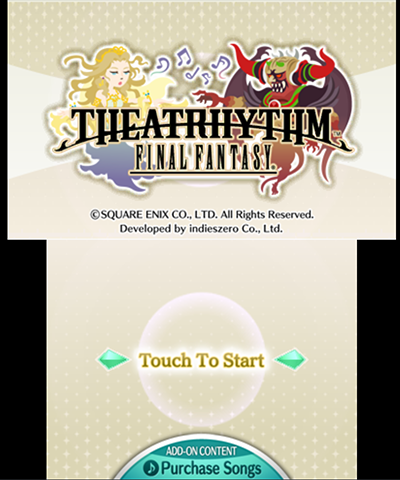 THEATRHYTHM™
FINAL FANTASY®
©SQUARE ENIX CO., LTD. All Rights Reserved.
Developed by indieszero Co., Ltd.
Touch To Start
ADD-ON CONTENT
Purchase Songs